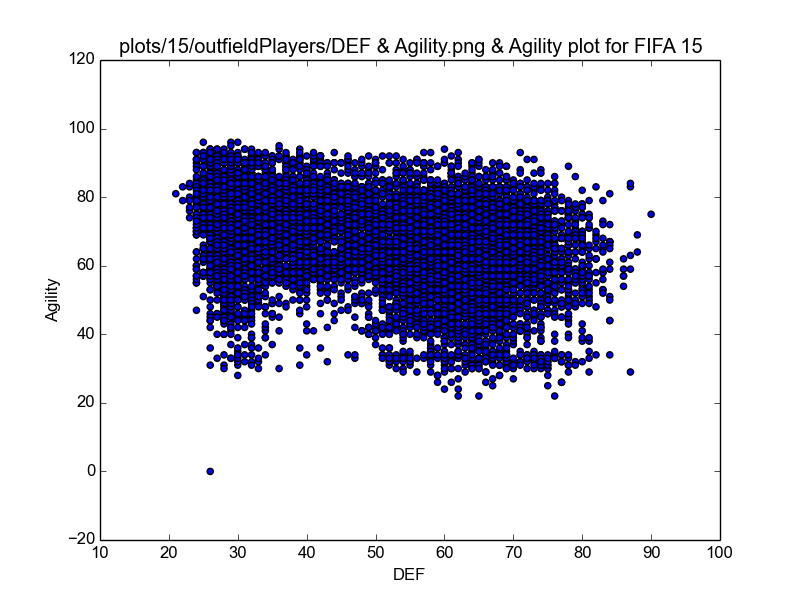 plots/15/outfieldPlayers/DEF & Agility.png & Agility plot for FIFA 15
120
100
80
60
40
20
0
−20
Agility
10 20 30 40 50 60 70 80 90 100
DEF